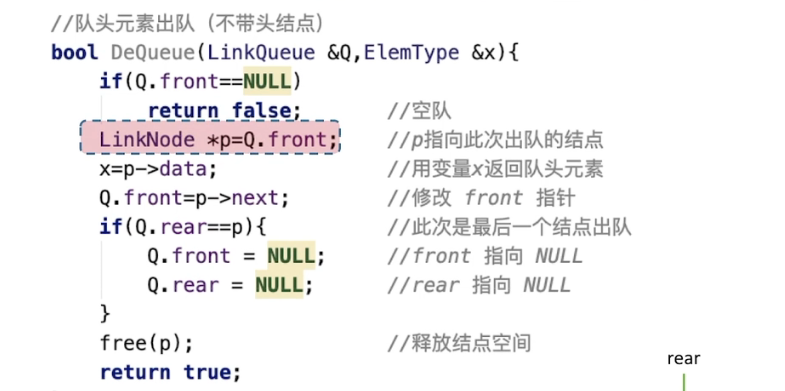 //队头元素出队（不带头结点）
bool DeQueue(LinkQueue &Q,ElemType &x){
if(Q.front==NULL)
return false; //空队
LinkNode *p=Q.front; //p指向此次出队的结点
x=p->data; //用变量x返回队头元素
Q.front=p->next; //修改 front 指针
if(Q.rear==p){ //此次是最后一个结点出队
Q.front = NULL; //front 指向 NULL
Q.rear = NULL; //rear 指向 NULL
}
free(p); //释放结点空间
return true;
rear